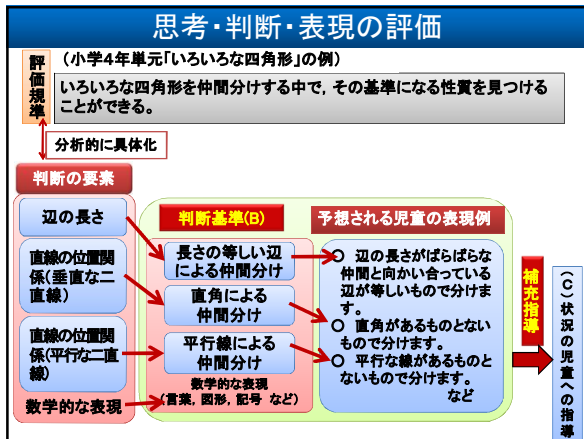 思考・判断・表現の評価
評価規準
（小学4年単元「いろいろな四角形」の例）
いろいろな四角形を仲間分けする中で，その基準になる性質を見つける
ことができる。
分析的に具体化
判断の要素
辺の長さ
直線の位置関
係（垂直な二
直線）
直線の位置関
係（平行な二直
線）
数学的な表現
判断基準(B)
長さの等しい辺
による仲間分け
直角による
仲間分け
平行線による
仲間分け
数学的な表現
（言葉，図形，記号 など）
予想される児童の表現例
○ 辺の長さがばらばらな
仲間と向かい合っている
辺が等しいもので分けま
す。
○ 直角があるものとない
もので分けます。
○ 平行な線があるものと
ないもので分けます。
など
補充指導
（C）状況の児童への指導